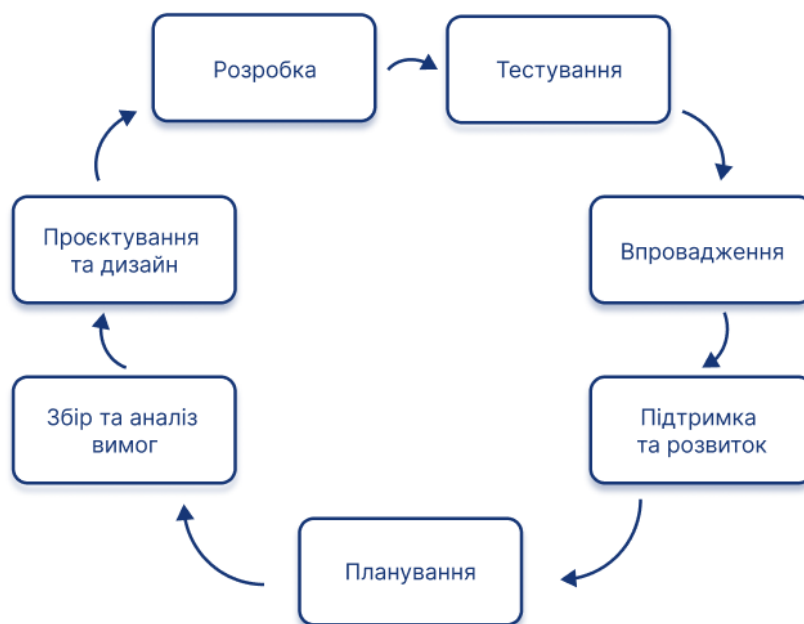 Розробка
Тестування
Проєктування
та дизайн
Впровадження
Збір та аналіз
вимог
Підтримка
та розвиток
Планування